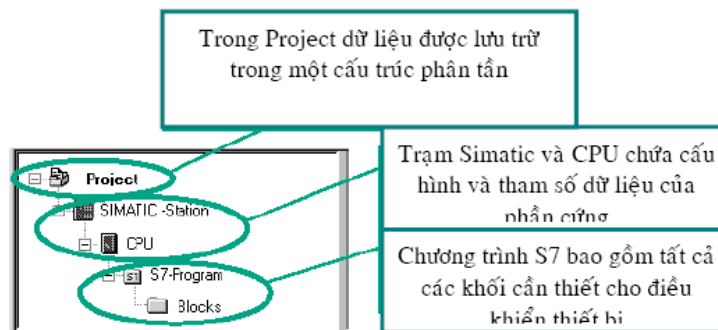 Trong Project dữ liệu được lưu trữ
trong một cấu trúc phân tần
Project
SIMATIC -Station
CPU
S7-Program
Blocks
Trạm Simatic và CPU chứa cấu
hình và tham số dữ liệu của
phần cứng
Chương trình S7 bao gồm tất cả
các khối cần thiết cho điều
khiển thiết bị